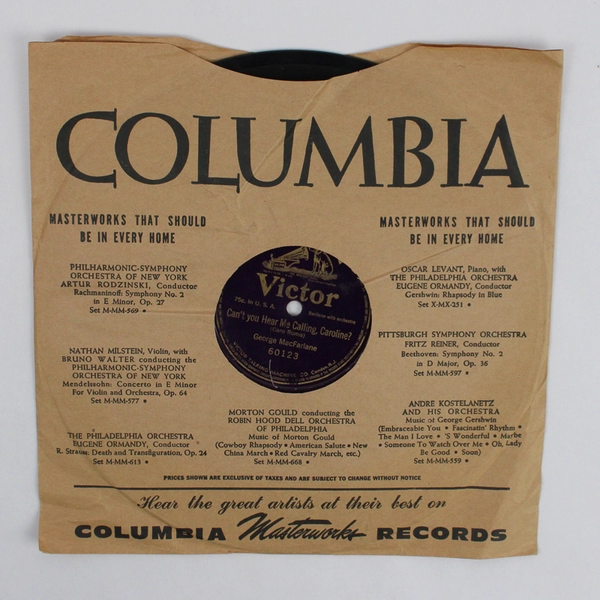 COLUMBIA
MASTERWORKS THAT SHOULD
BE IN EVERY HOME
PHILHARMONIC-SYMPHONY
ORCHESTRA OF NEW YORK
ARTUR RODZINSKI, Conductor
Rachmaninoff: Symphony No. 2
in E Minor, Op. 27
Set M-MM-569 •
NATHAN MILSTEIN, Violin, with
BRUNO WALTER conducting the
PHILHARMONIC-SYMPHONY
ORCHESTRA OF NEW YORK
Mendelssohn: Concerto in E Minor
For Violin and Orchestra, Op. 64
Set M-MM-577 •
THE PHILADELPHIA ORCHESTRA
EUGENE ORMANDY, Conductor
R. Strauss: Death and Transfiguration, Op. 24
Set M-MM-613 •
Victor
75c. in U. S. A.
Baritone with orchestra
Can't you Hear Me Calling, Caroline?
(Caro Roma)
George MacFarlane
60123
MORTON GOULD conducting the
ROBIN HOOD DELL ORCHESTRA
OF PHILADELPHIA
Music of Morton Gould
(Cowboy Rhapsody • American Salute • New
China March • Red Cavalry March, etc.)
Set M-MM-668 •
MASTERWORKS THAT SHOULD
BE IN EVERY HOME
OSCAR LEVANT, Piano, with
THE PHILADELPHIA ORCHESTRA
EUGENE ORMANDY, Conductor
Gershwin: Rhapsody in Blue
Set X-MX-251 •
PITTSBURGH SYMPHONY ORCHESTRA
FRITZ REINER, Conductor
Beethoven: Symphony No. 2
in D Major, Op. 36
Set M-MM-597 •
ANDRE KOSTELANETZ
AND HIS ORCHESTRA
Music of George Gershwin
(Embraceable You • Fascinatin' Rhythm •
The Man I Love • 'S Wonderful • Maybe
• Someone To Watch Over Me • Oh, Lady
Be Good • Soon)
Set M-MM-559 •
PRICES SHOWN ARE EXCLUSIVE OF TAXES AND ARE SUBJECT TO CHANGE WITHOUT NOTICE
Hear the great artists at their best on
COLUMBIA Masterworks RECORDS